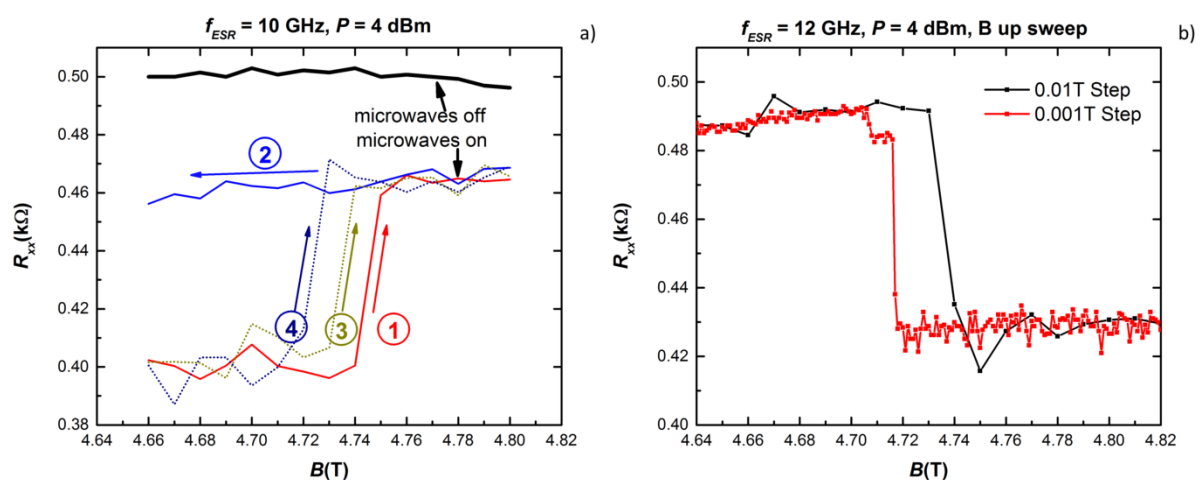 f_ESR = 10 GHz, P = 4 dBm
a)
0.50
0.48
0.46
0.44
0.42
0.40
0.38
R_xx(kΩ)
microwaves off
microwaves on
2
4
3
1
4.64 4.66 4.68 4.70 4.72 4.74 4.76 4.78 4.80 4.82
B(T)
f_ESR = 12 GHz, P = 4 dBm, B up sweep
b)
0.50
0.48
0.46
0.44
0.42
0.40
R_xx(kΩ)
0.01T Step
0.001T Step
4.64 4.66 4.68 4.70 4.72 4.74 4.76 4.78 4.80 4.82
B(T)